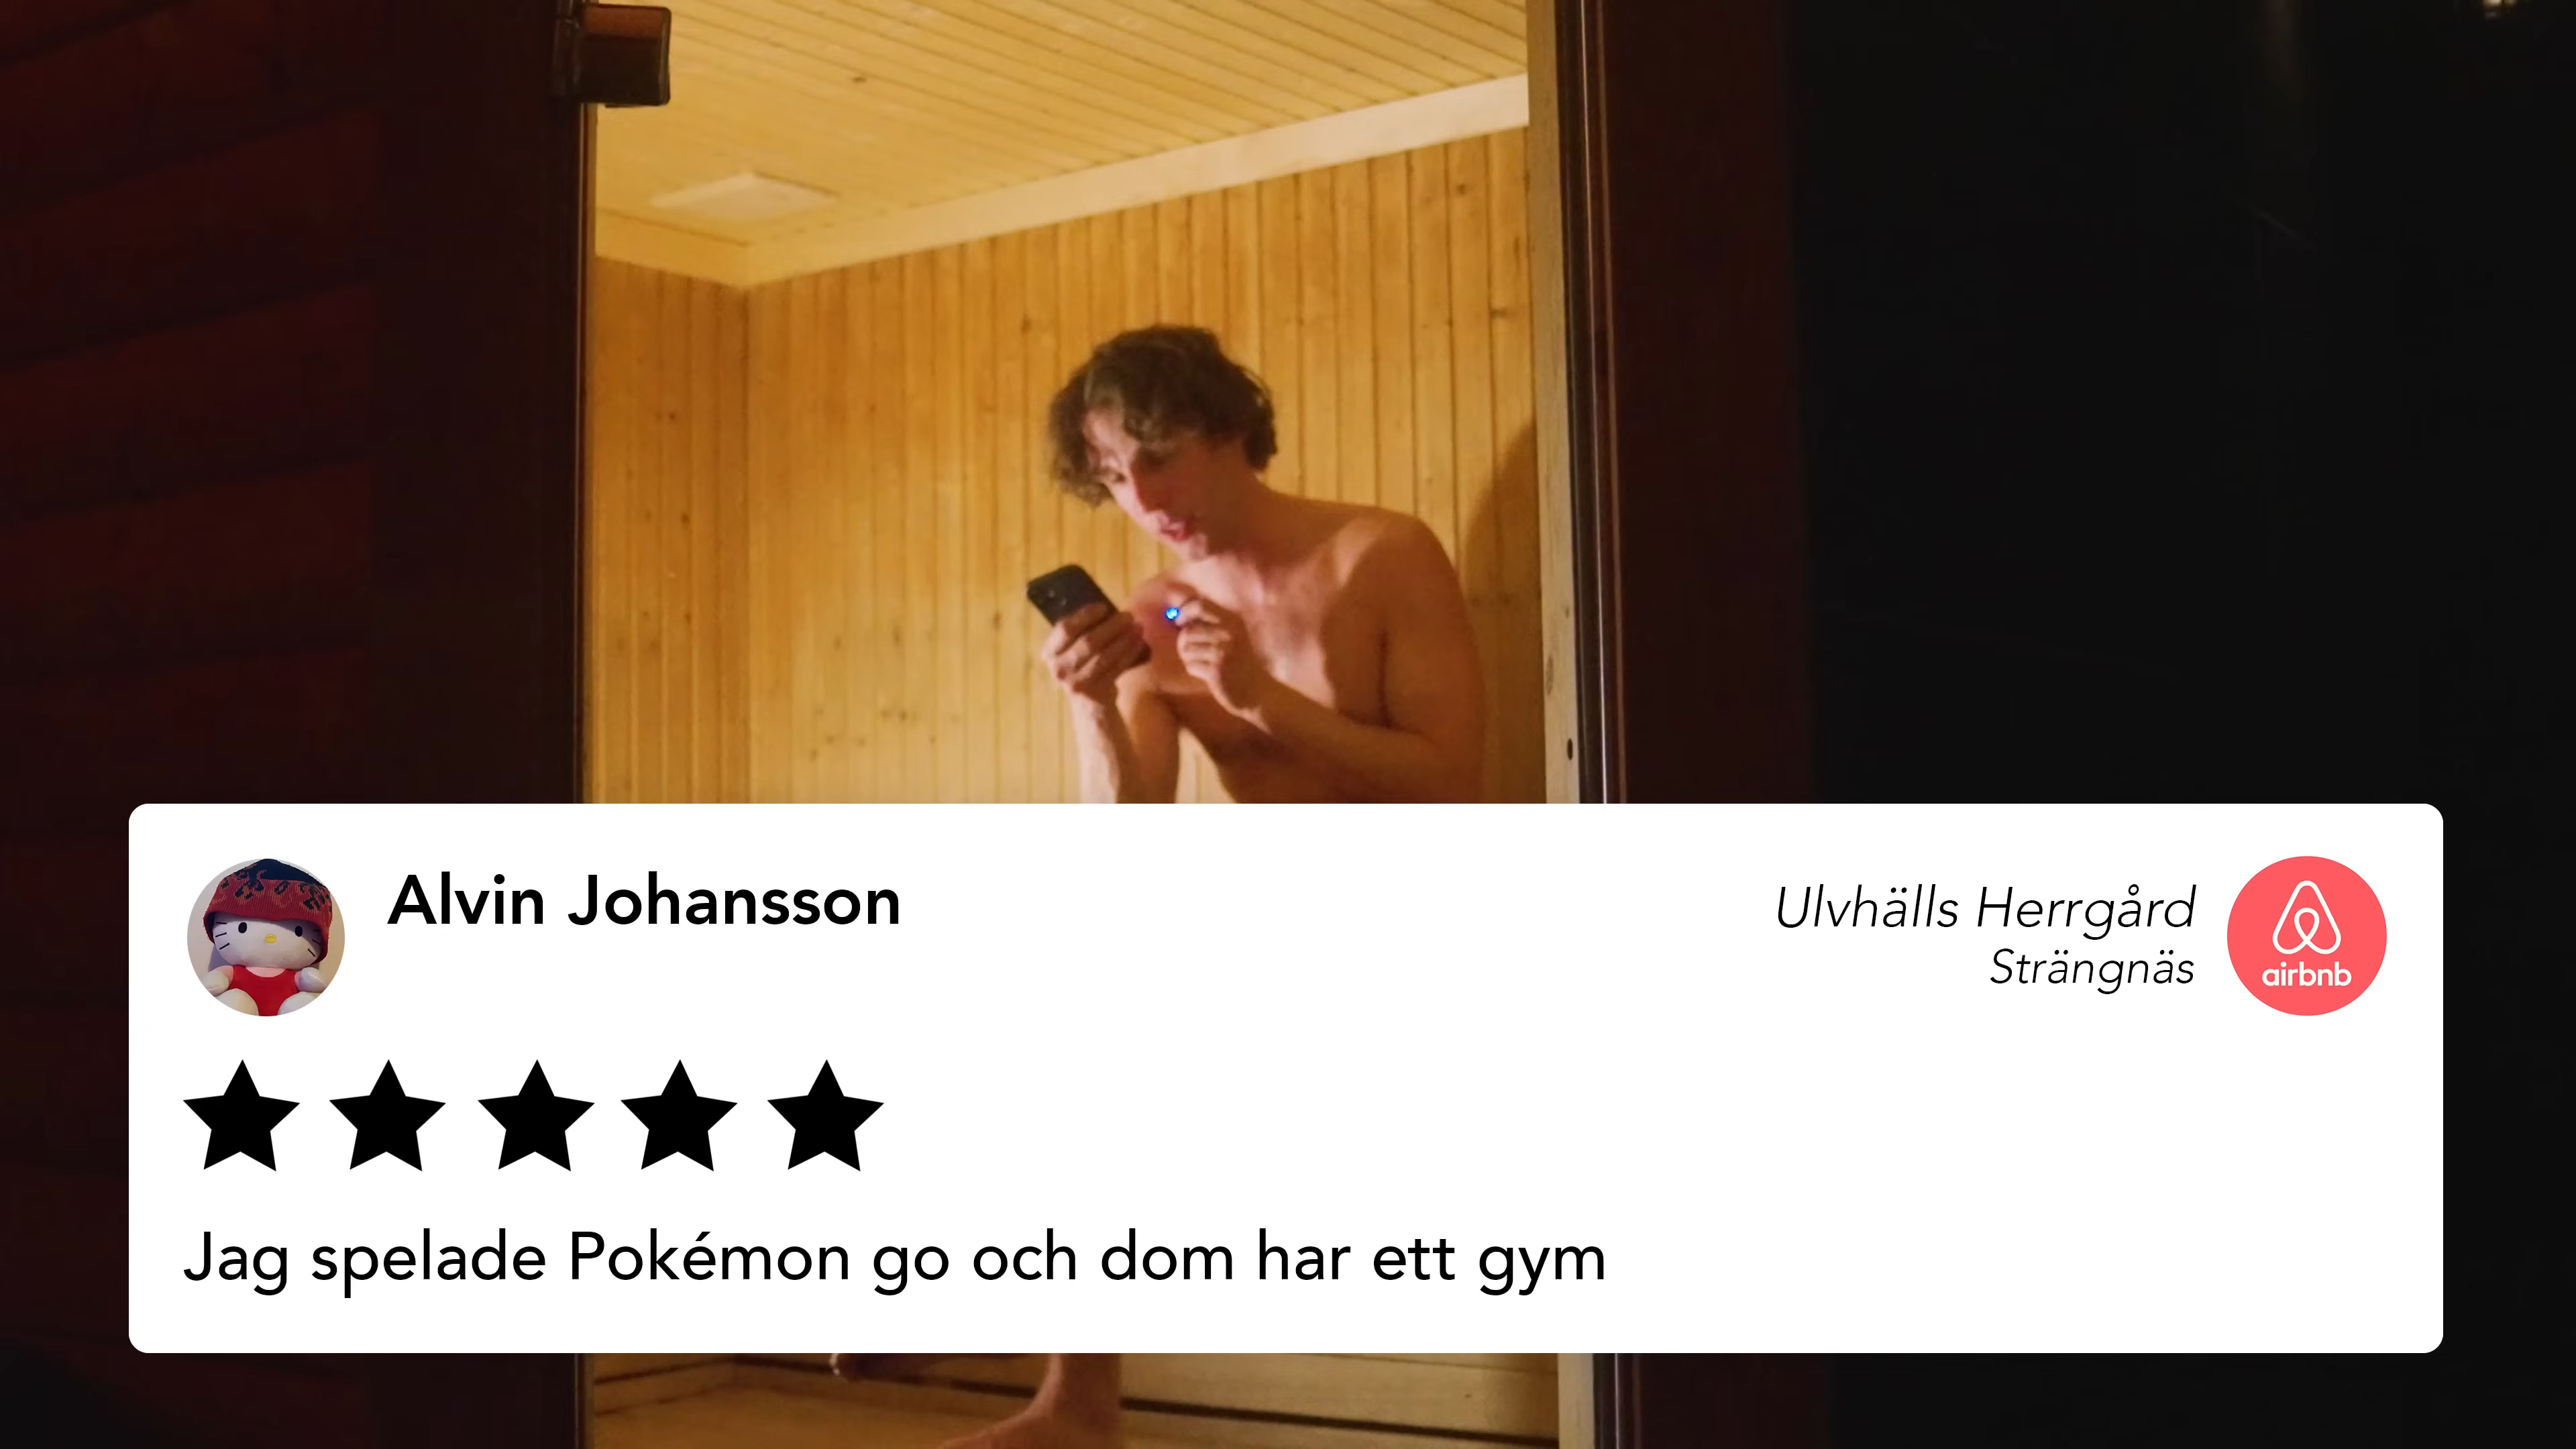 Alvin Johansson
Ulvhälls Herrgård
Strängnäs
airbnb
Jag spelade Pokémon go och dom har ett gym